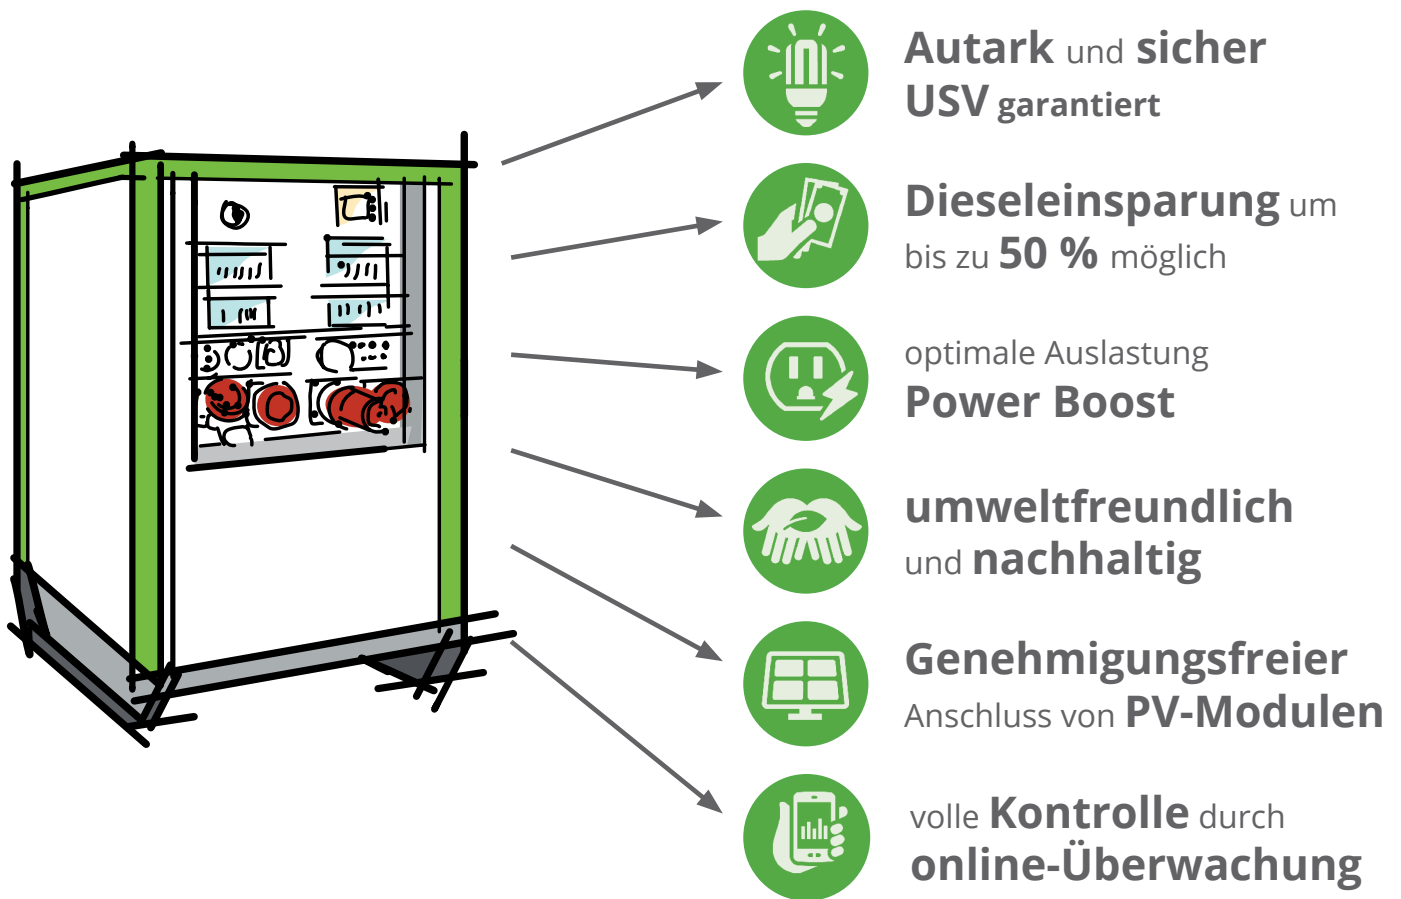 Autark und sicher
USV garantiert
Dieseleinsparung um
bis zu 50 % möglich
optimale Auslastung
Power Boost
umweltfreundlich
und nachhaltig
Genehmigungsfreier
Anschluss von PV-Modulen
volle Kontrolle durch
online-Überwachung